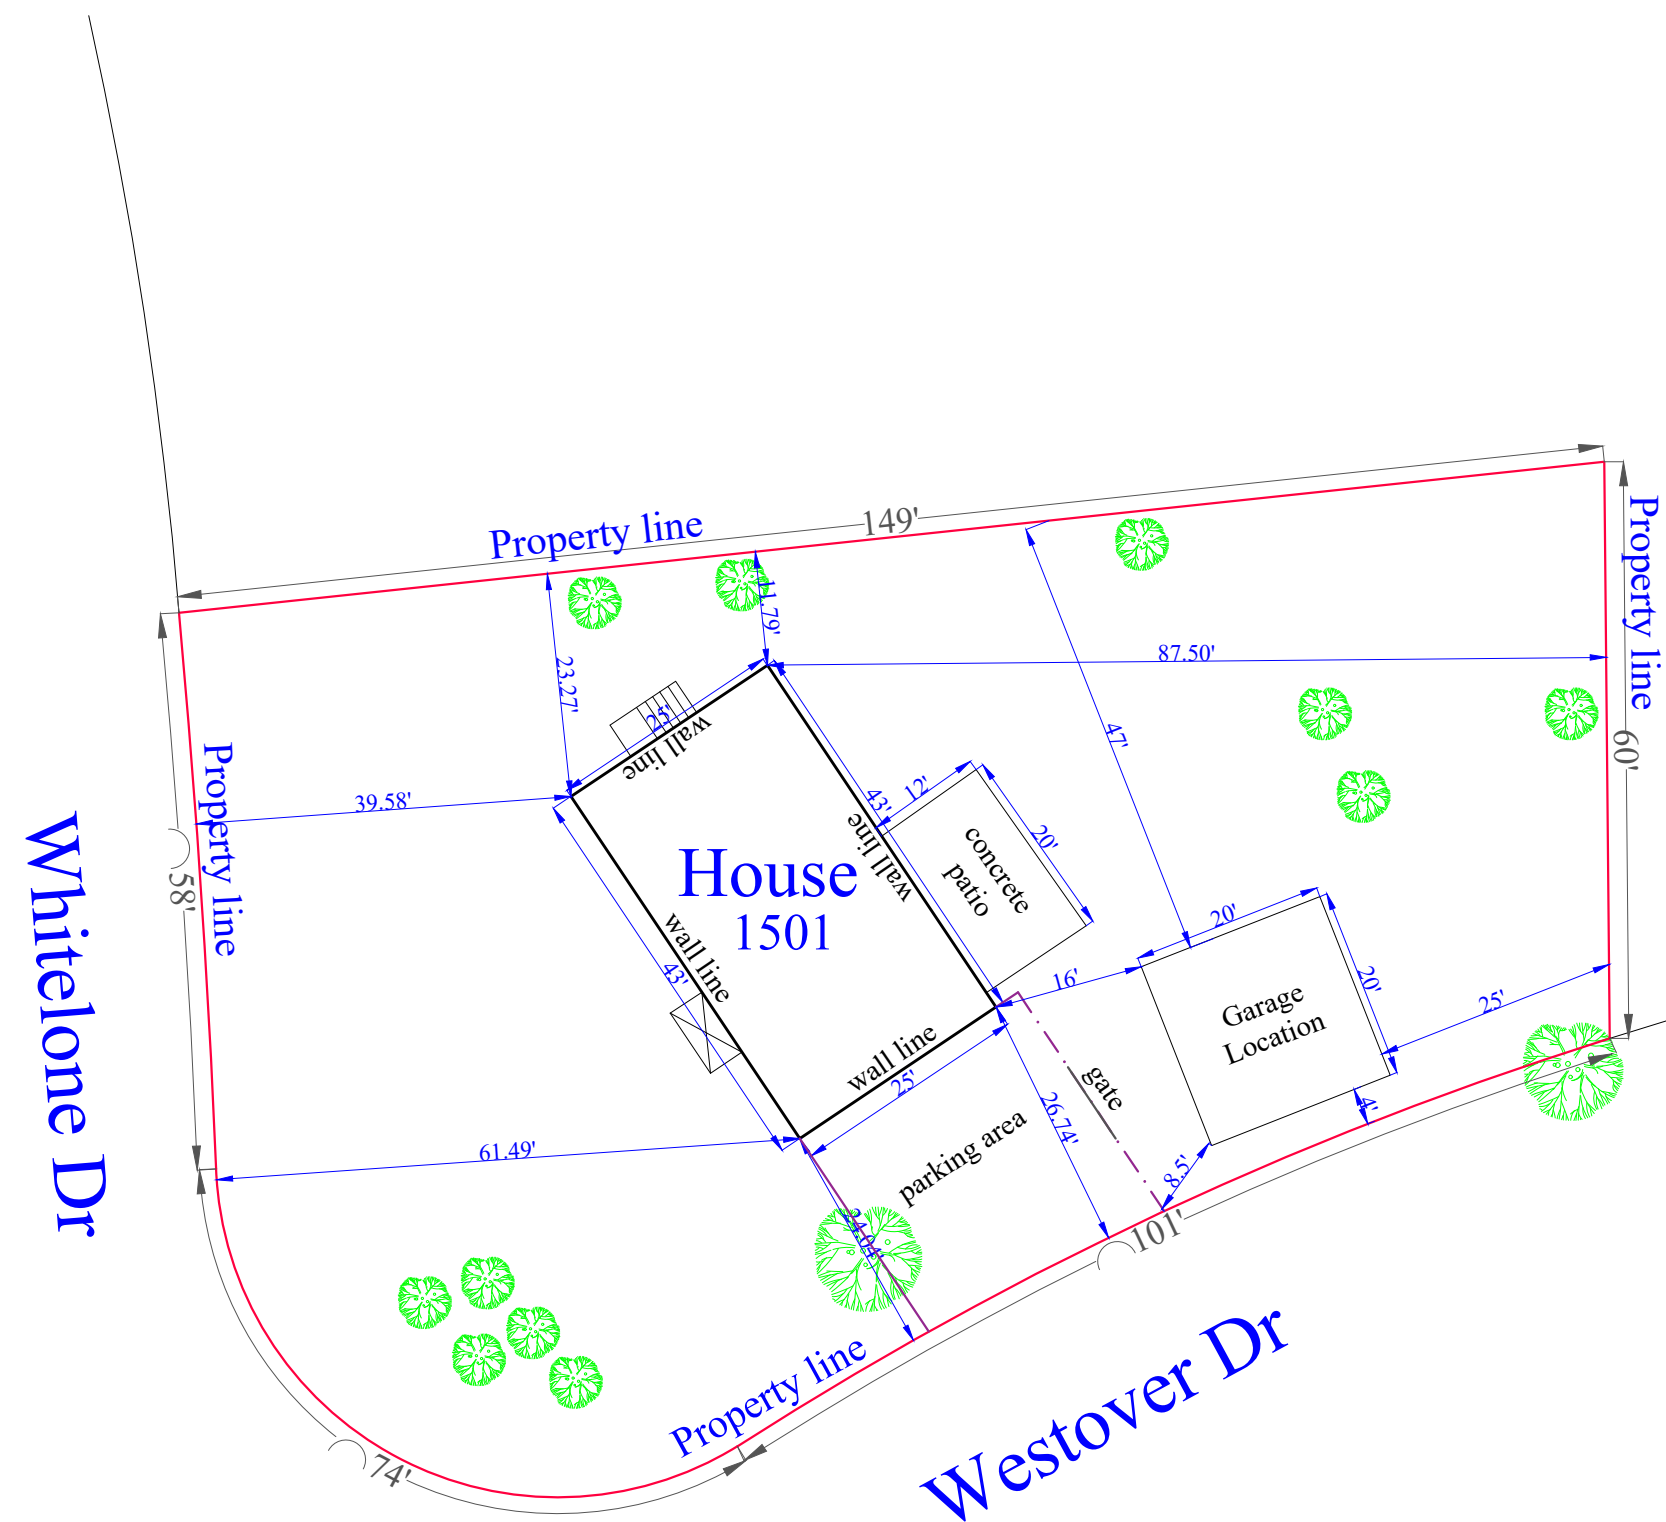 149'
Property line
Property line
11.79'
23.27'
87.50'
25'
wall line
47'
60'
39.58'
43'
12'
20'
wall line
concrete
patio
House
1501
Property line
58'
Whitelone Dr
wall line
43'
20'
16'
Garage
Location
20'
25'
wall line
25'
gate
26.74'
4'
parking area
61.49'
8.5'
24.04'
101'
Property line
74'
Westover Dr